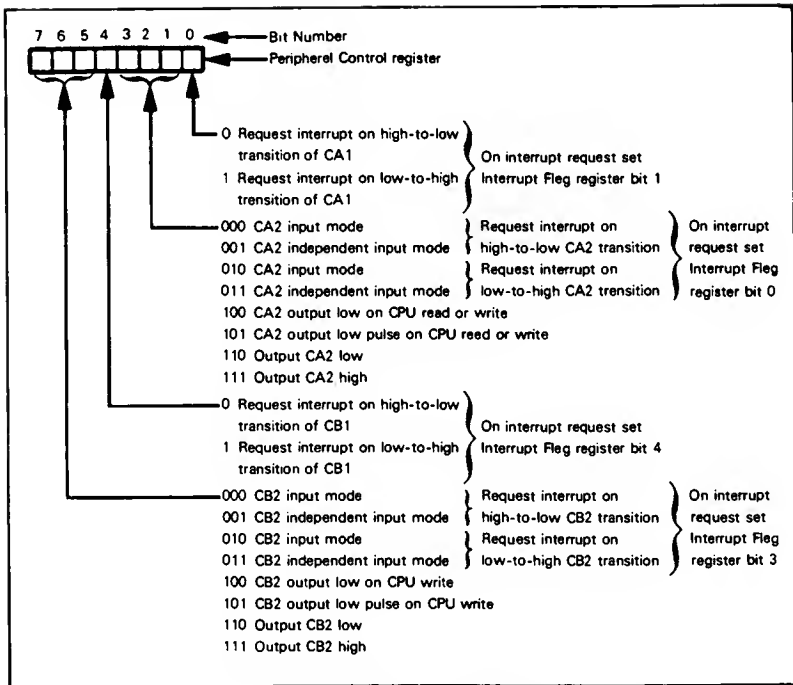 7 6 5 4 3 2 1 0 Bit Number
Peripherel Control register
0 Request interrupt on high-to-low
transition of CA1
1 Request interrupt on low-to-high
trensition of CA1
On interrupt request set
Interrupt Fleg register bit 1
000 CA2 input mode
001 CA2 independent input mode
Request interrupt on
high-to-low CA2 transition
010 CA2 input mode
011 CA2 independent input mode
Request interrupt on
low-to-high CA2 trensition
On interrupt
request set
Interrupt Fleg
register bit 0
100 CA2 output low on CPU read or write
101 CA2 output low pulse on CPU reed or write
110 Output CA2 low
111 Output CA2 high
0 Request interrupt on high-to-low
transition of CB1
1 Request interrupt on low-to-high
transition of CB1
On interrupt request set
Interrupt Fleg register bit 4
000 CB2 input mode
001 CB2 independent input mode
Request interrupt on
high-to-low CB2 transition
010 CB2 input mode
011 CB2 independent input mode
Request interrupt on
low-to-high CB2 transition
On interrupt
request set
Interrupt Fleg
register bit 3
100 CB2 output low on CPU write
101 CB2 output low pulse on CPU write
110 Output CB2 low
111 Output CB2 high